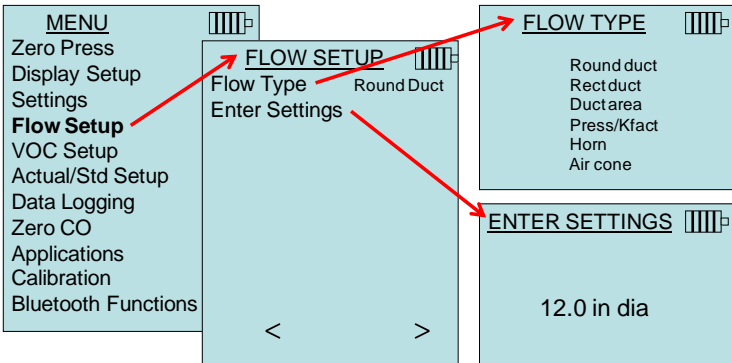 MENU
Zero Press
Display Setup
Settings
Flow Setup
VOC Setup
Actual/Std Setup
Data Logging
Zero CO
Applications
Calibration
Bluetooth Functions
FLOW SETUP
Flow Type Round Duct
Enter Settings
< >
FLOW TYPE
Round duct
Rect duct
Duct area
Press/Kfact
Horn
Air cone
ENTER SETTINGS
12.0 in dia